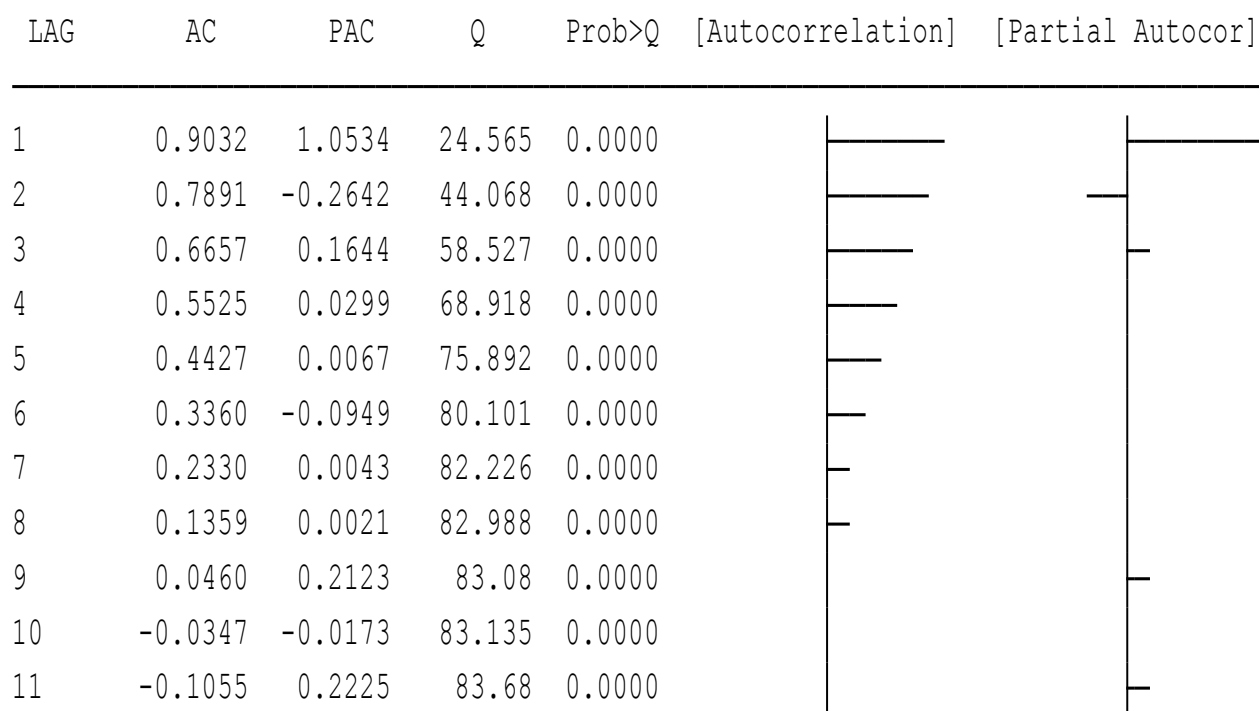 LAG AC PAC Q Prob>Q [Autocorrelation] [Partial Autocor]
1 0.9032 1.0534 24.565 0.0000
2 0.7891 -0.2642 44.068 0.0000
3 0.6657 0.1644 58.527 0.0000
4 0.5525 0.0299 68.918 0.0000
5 0.4427 0.0067 75.892 0.0000
6 0.3360 -0.0949 80.101 0.0000
7 0.2330 0.0043 82.226 0.0000
8 0.1359 0.0021 82.988 0.0000
9 0.0460 0.2123 83.08 0.0000
10 -0.0347 -0.0173 83.135 0.0000
11 -0.1055 0.2225 83.68 0.0000